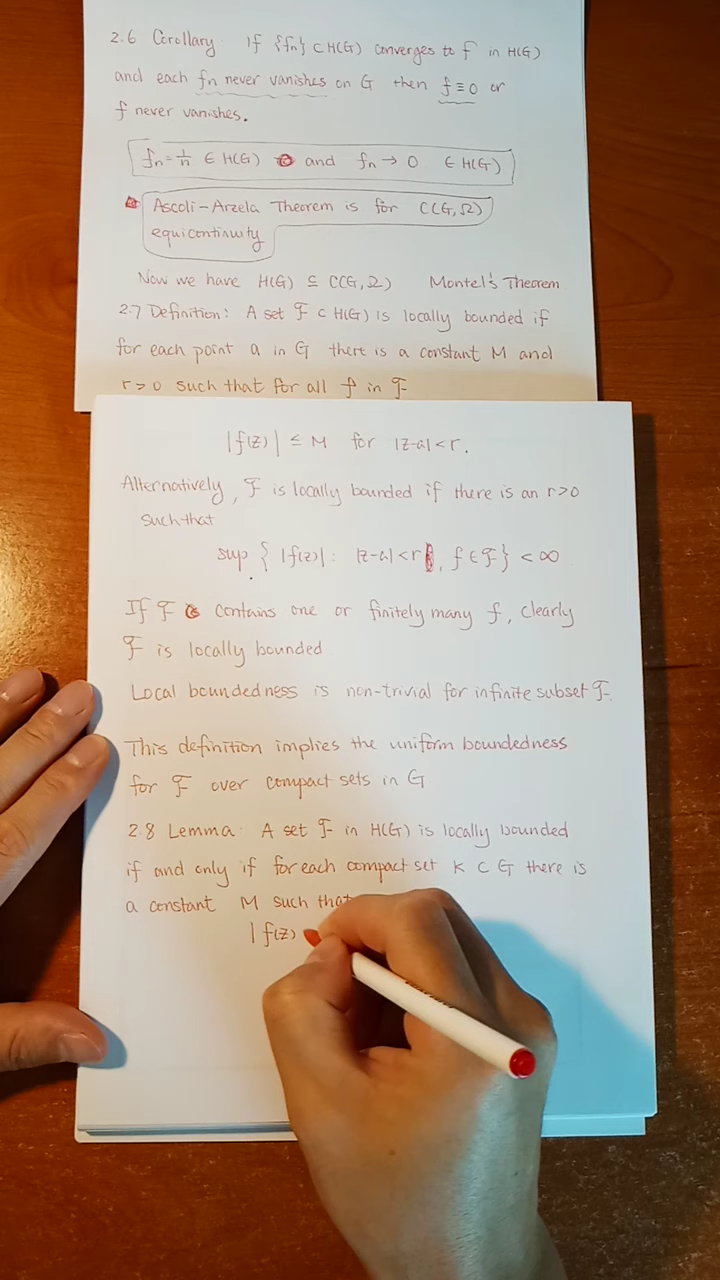 2.6 Corollary If {fn} ⊂ H(G) converges to f in H(G)
and each fn never vanishes on G then f ≡ 0 or
f never vanishes.
fn = 1/n ∈ H(G) and fn → 0 ∈ H(G)
Ascoli-Arzela Theorem is for C(G,Ω)
equicontinuity
Now we have H(G) ⊆ C(G,Ω) Montel's Theorem
2.7 Definition: A set F ⊂ H(G) is locally bounded if
for each point a in G there is a constant M and
r>0 such that for all f in F
|f(z)| ≤ M for |z-a|<r.
Alternatively, F is locally bounded if there is an r>0
such that
sup { |f(z)| : |z-a|<r, f ∈ F } < ∞
If F contains one or finitely many f, clearly
F is locally bounded
Local boundedness is non-trivial for infinite subset F.
This definition implies the uniform boundedness
for F over compact sets in G
2.8 Lemma: A set F in H(G) is locally bounded
if and only if for each compact set K ⊂ G there is
a constant M such that
|f(z)